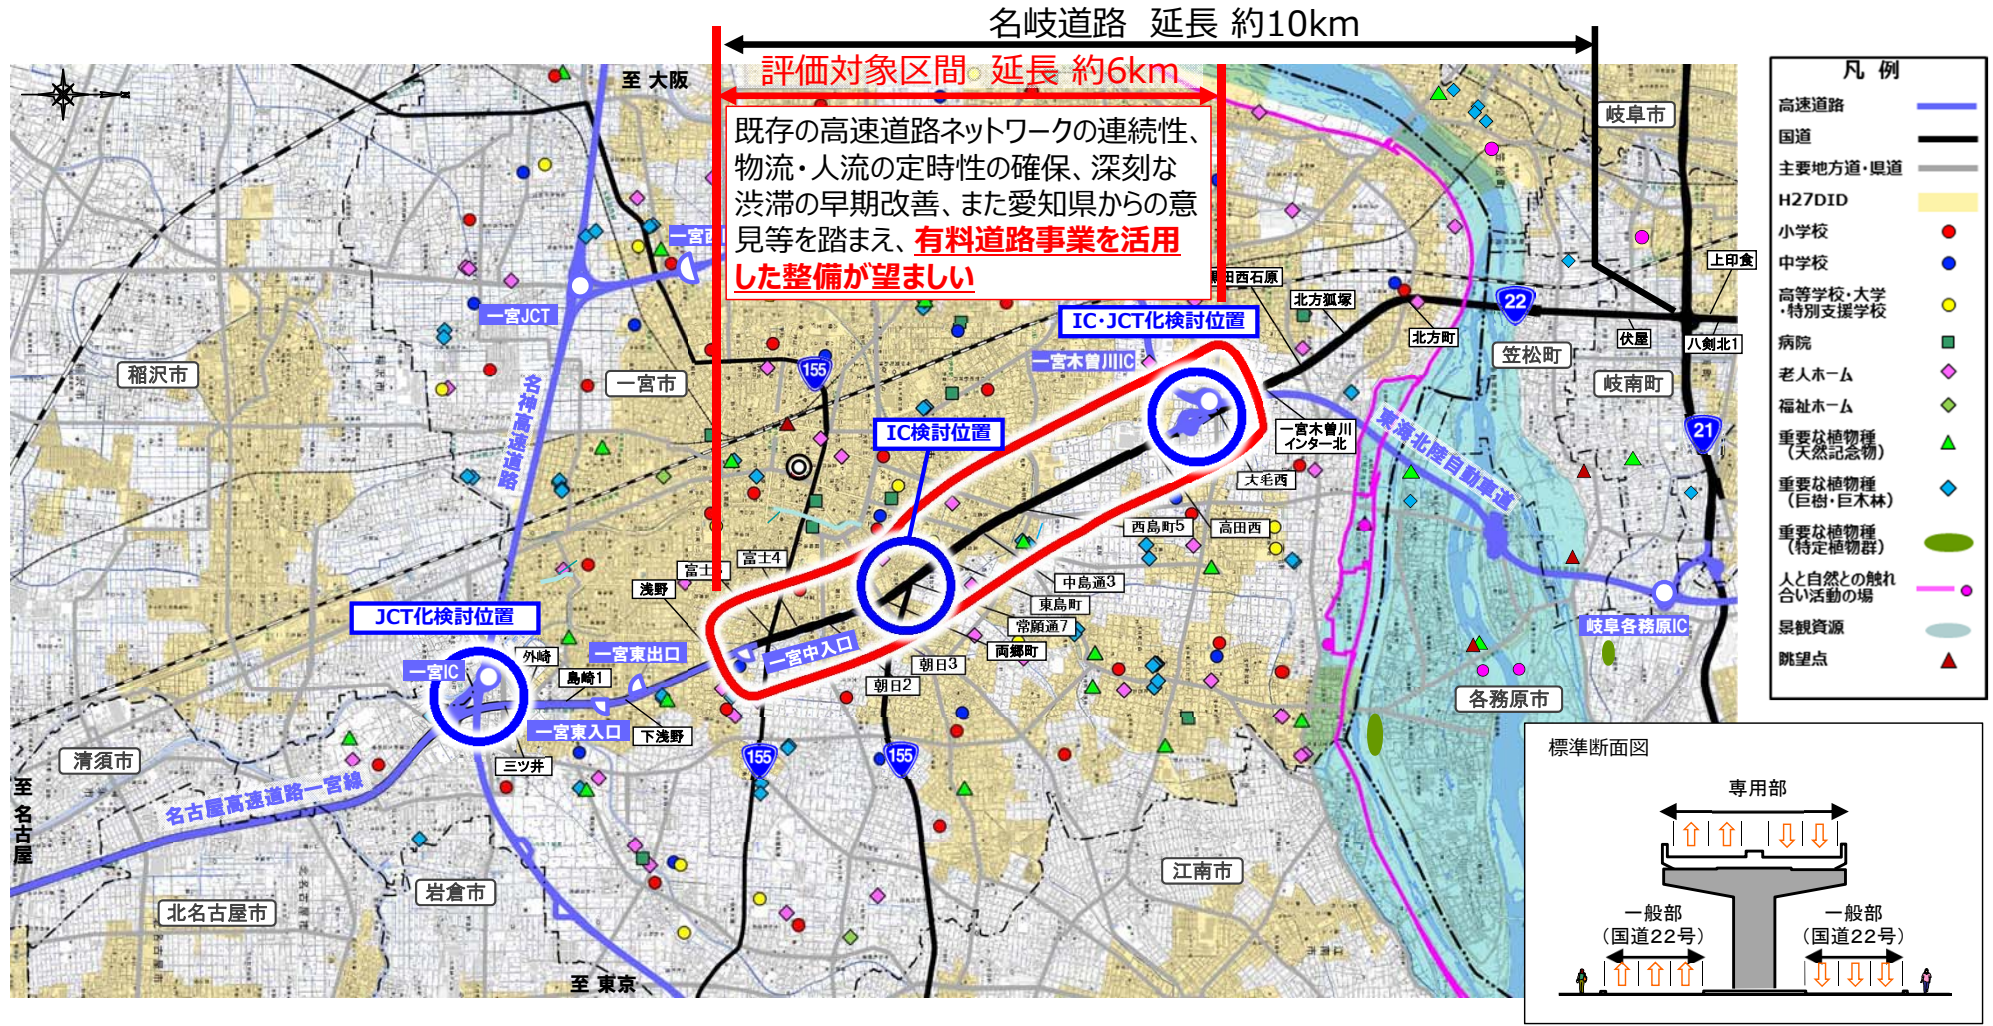 名岐道路　延長 約10km
評価対象区間　延長 約6km
既存の高速道路ネットワークの連続性、
物流・人流の定時性の確保、深刻な
渋滞の早期改善、また愛知県からの意
見等を踏まえ、有料道路事業を活用
した整備が望ましい
至 大阪
岐阜市
上印食
一宮JCT
北方狐塚
22
IC・JCT化検討位置
北方町
伏屋
八剣北1
笠松町
岐南町
稲沢市
一宮市
155
一宮木曽川IC
名神高速道路
IC検討位置
一宮木曽川
インター北
21
東海北陸自動車道
大毛西
西島町5
高田西
富士4
浅野
中島通3
東島町
常願通7
両郷町
JCT化検討位置
一宮中入口
朝日3
朝日2
岐阜各務原IC
外崎
一宮東出口
一宮IC
島崎1
各務原市
一宮東入口
下浅野
清須市
三ツ井
155
155
至 名古屋
名古屋高速道路一宮線
江南市
岩倉市
北名古屋市
至 東京
凡 例
高速道路
国道
主要地方道・県道
H27DID
小学校
中学校
高等学校・大学
・特別支援学校
病院
老人ホーム
福祉ホーム
重要な植物種
（天然記念物）
重要な植物種
（巨樹・巨木林）
重要な植物種
（特定植物群）
人と自然との触れ
合い活動の場
景観資源
眺望点
標準断面図
専用部
一般部
（国道22号）
一般部
（国道22号）